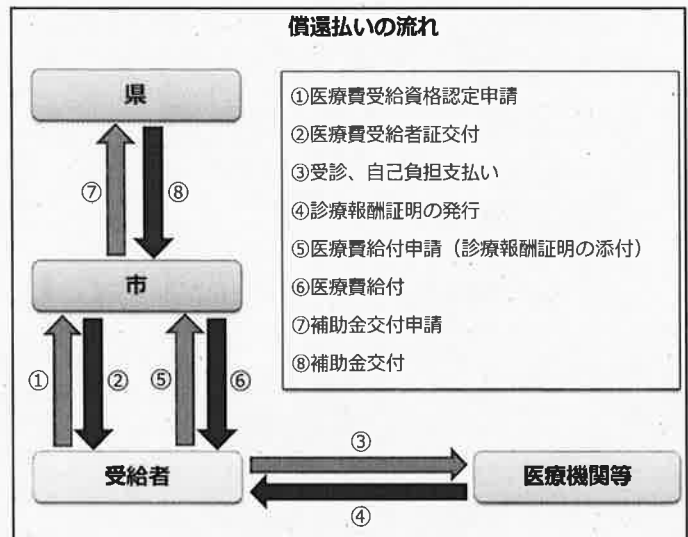 償還払いの流れ
県
①医療費受給資格認定申請
②医療費受給者証交付
③受診、自己負担支払い
④診療報酬証明の発行
⑤医療費給付申請（診療報酬証明の添付）
⑥医療費給付
⑦補助金交付申請
⑧補助金交付
⑦
⑧
市
①
②
⑤
⑥
③
受給者
医療機関等
④